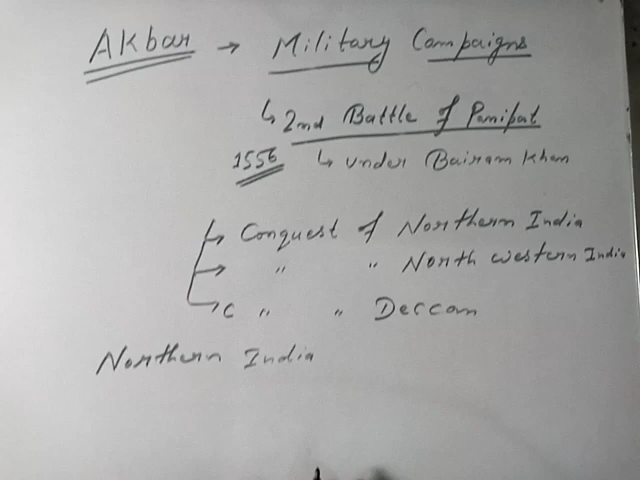 Akbar → Military Campaigns
↳ 2nd Battle of Panipat
1556 ↳ under Bairam Khan
→ Conquest of Northern India
→ " " North western India
→ C " " Deccan
Northern India